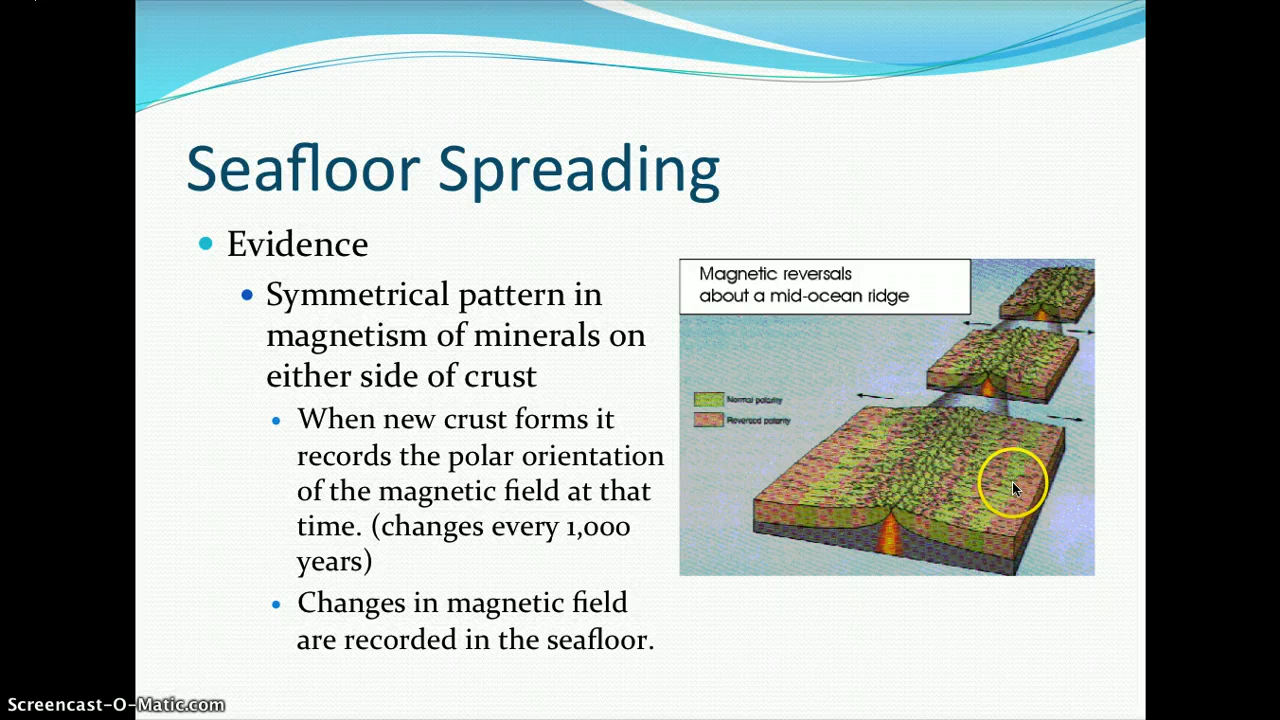 Seafloor Spreading
Evidence
Symmetrical pattern in
magnetism of minerals on
either side of crust
When new crust forms it
records the polar orientation
of the magnetic field at that
time. (changes every 1,000
years)
Changes in magnetic field
are recorded in the seafloor.
Magnetic reversals
about a mid-ocean ridge
Normal polarity
Reversed polarity
Screencast-O-Matic.com